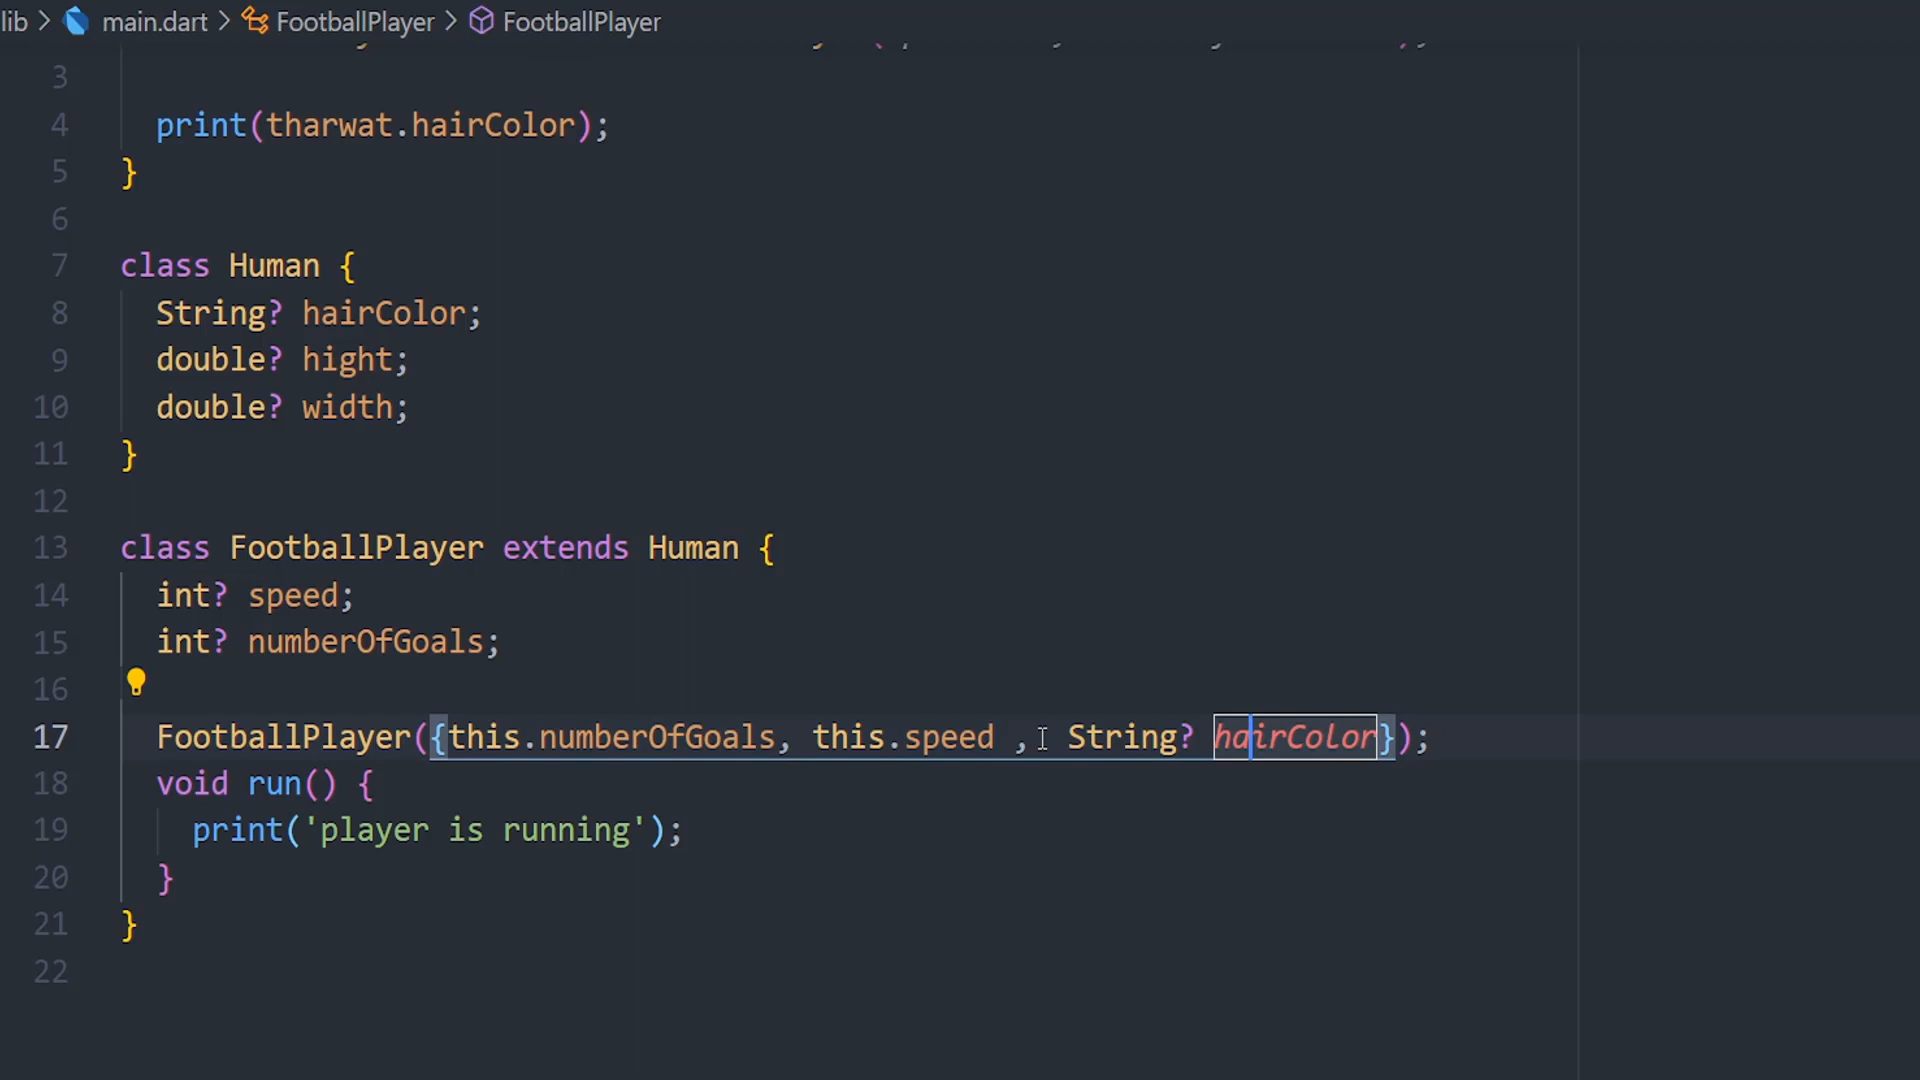 lib > main.dart > FootballPlayer > FootballPlayer
3
4 print(tharwat.hairColor);
5 }
6
7 class Human {
8 String? hairColor;
9 double? hight;
10 double? width;
11 }
12
13 class FootballPlayer extends Human {
14 int? speed;
15 int? numberOfGoals;
16
17 FootballPlayer({this.numberOfGoals, this.speed , String? hairColor});
18 void run() {
19 print('player is running');
20 }
21 }
22